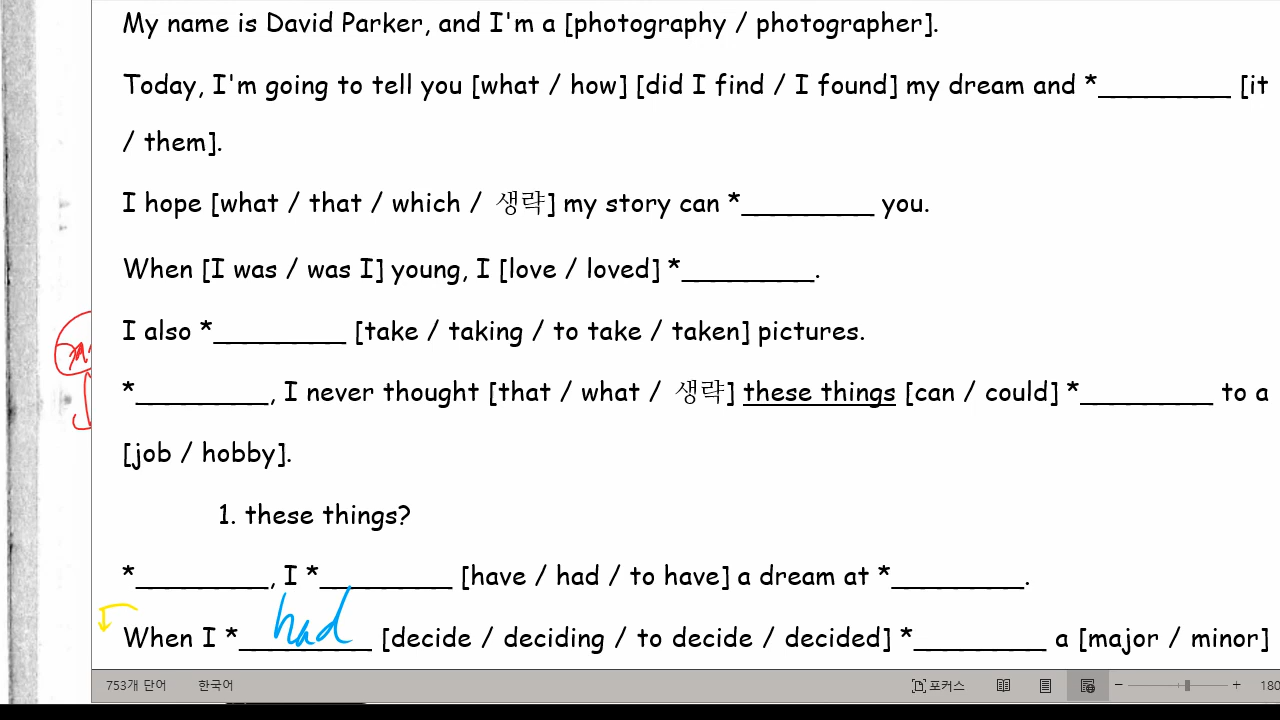 My name is David Parker, and I'm a [photography / photographer].
Today, I'm going to tell you [what / how] [did I find / I found] my dream and *________ [it
/ them].
I hope [what / that / which / 생략] my story can *________ you.
When [I was / was I] young, I [love / loved] *________.
I also *________ [take / taking / to take / taken] pictures.
*________, I never thought [that / what / 생략] these things [can / could] *________ to a
[job / hobby].
1. these things?
*________, I *________ [have / had / to have] a dream at *________.
When I *had [decide / deciding / to decide / decided] *________ a [major / minor]
753개 단어 한국어 포커스 180